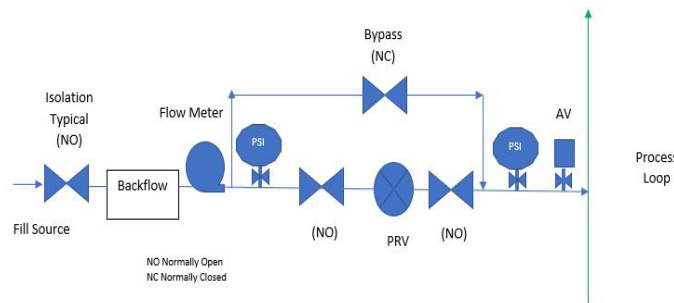 Bypass
(NC)
Isolation
Typical
(NO)
Flow Meter
PSI
PSI
AV
Process
Loop
Backflow
Fill Source
(NO)
PRV
(NO)
NO Normally Open
NC Normally Closed